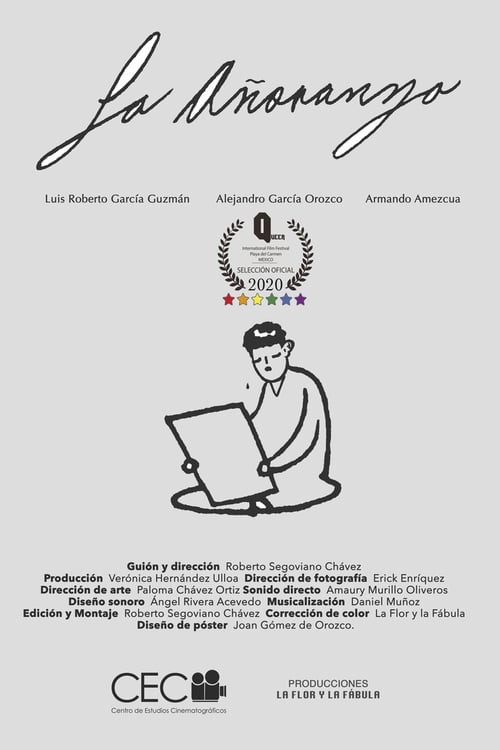 La Añoranza
Luis Roberto García Guzmán Alejandro García Orozco Armando Amezcua
Queer
International Film Festival
Playa del Carmen
MÉXICO
SELECCIÓN OFICIAL
2020
Guión y dirección Roberto Segoviano Chávez
Producción Verónica Hernández Ulloa Dirección de fotografía Erick Enríquez
Dirección de arte Paloma Chávez Ortiz Sonido directo Amaury Murillo Oliveros
Diseño sonoro Ángel Rivera Acevedo Musicalización Daniel Muñoz
Edición y Montaje Roberto Segoviano Chávez Corrección de color La Flor y la Fábula
Diseño de póster Joan Gómez de Orozco.
CEC
Centro de Estudios Cinematográficos
PRODUCCIONES
LA FLOR Y LA FÁBULA